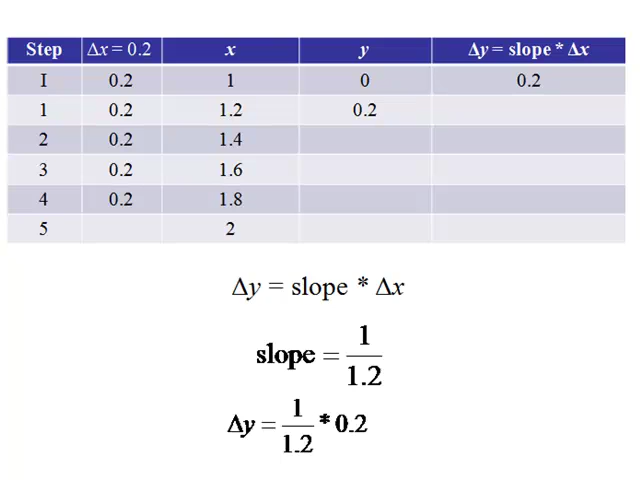 Step Δx = 0.2 x y Δy = slope * Δx
I 0.2 1 0 0.2
1 0.2 1.2 0.2
2 0.2 1.4
3 0.2 1.6
4 0.2 1.8
5 2
Δy = slope * Δx
slope = 1/1.2
Δy = 1/1.2 * 0.2